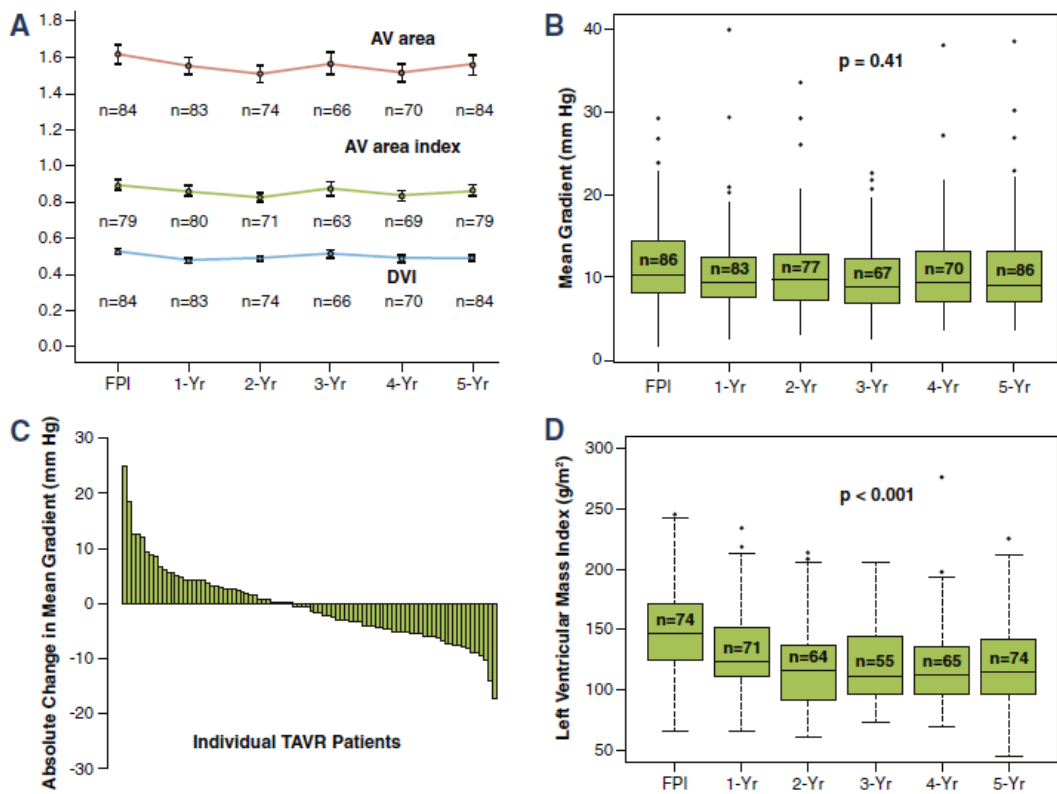 A
1.8
1.6
1.4
1.2
1.0
0.8
0.6
0.4
0.2
0.0
AV area
n=84 n=83 n=74 n=66 n=70 n=84
AV area index
n=79 n=80 n=71 n=63 n=69 n=79
DVI
n=84 n=83 n=74 n=66 n=70 n=84
FPI 1-Yr 2-Yr 3-Yr 4-Yr 5-Yr
B
Mean Gradient (mm Hg)
40
30
20
10
0
p = 0.41
n=86 n=83 n=77 n=67 n=70 n=86
FPI 1-Yr 2-Yr 3-Yr 4-Yr 5-Yr
C
Absolute Change in Mean Gradient (mm Hg)
30
20
10
0
-10
-20
-30
Individual TAVR Patients
D
Left Ventricular Mass Index (g/m²)
300
250
200
150
100
50
p < 0.001
n=74 n=71 n=64 n=55 n=65 n=74
FPI 1-Yr 2-Yr 3-Yr 4-Yr 5-Yr